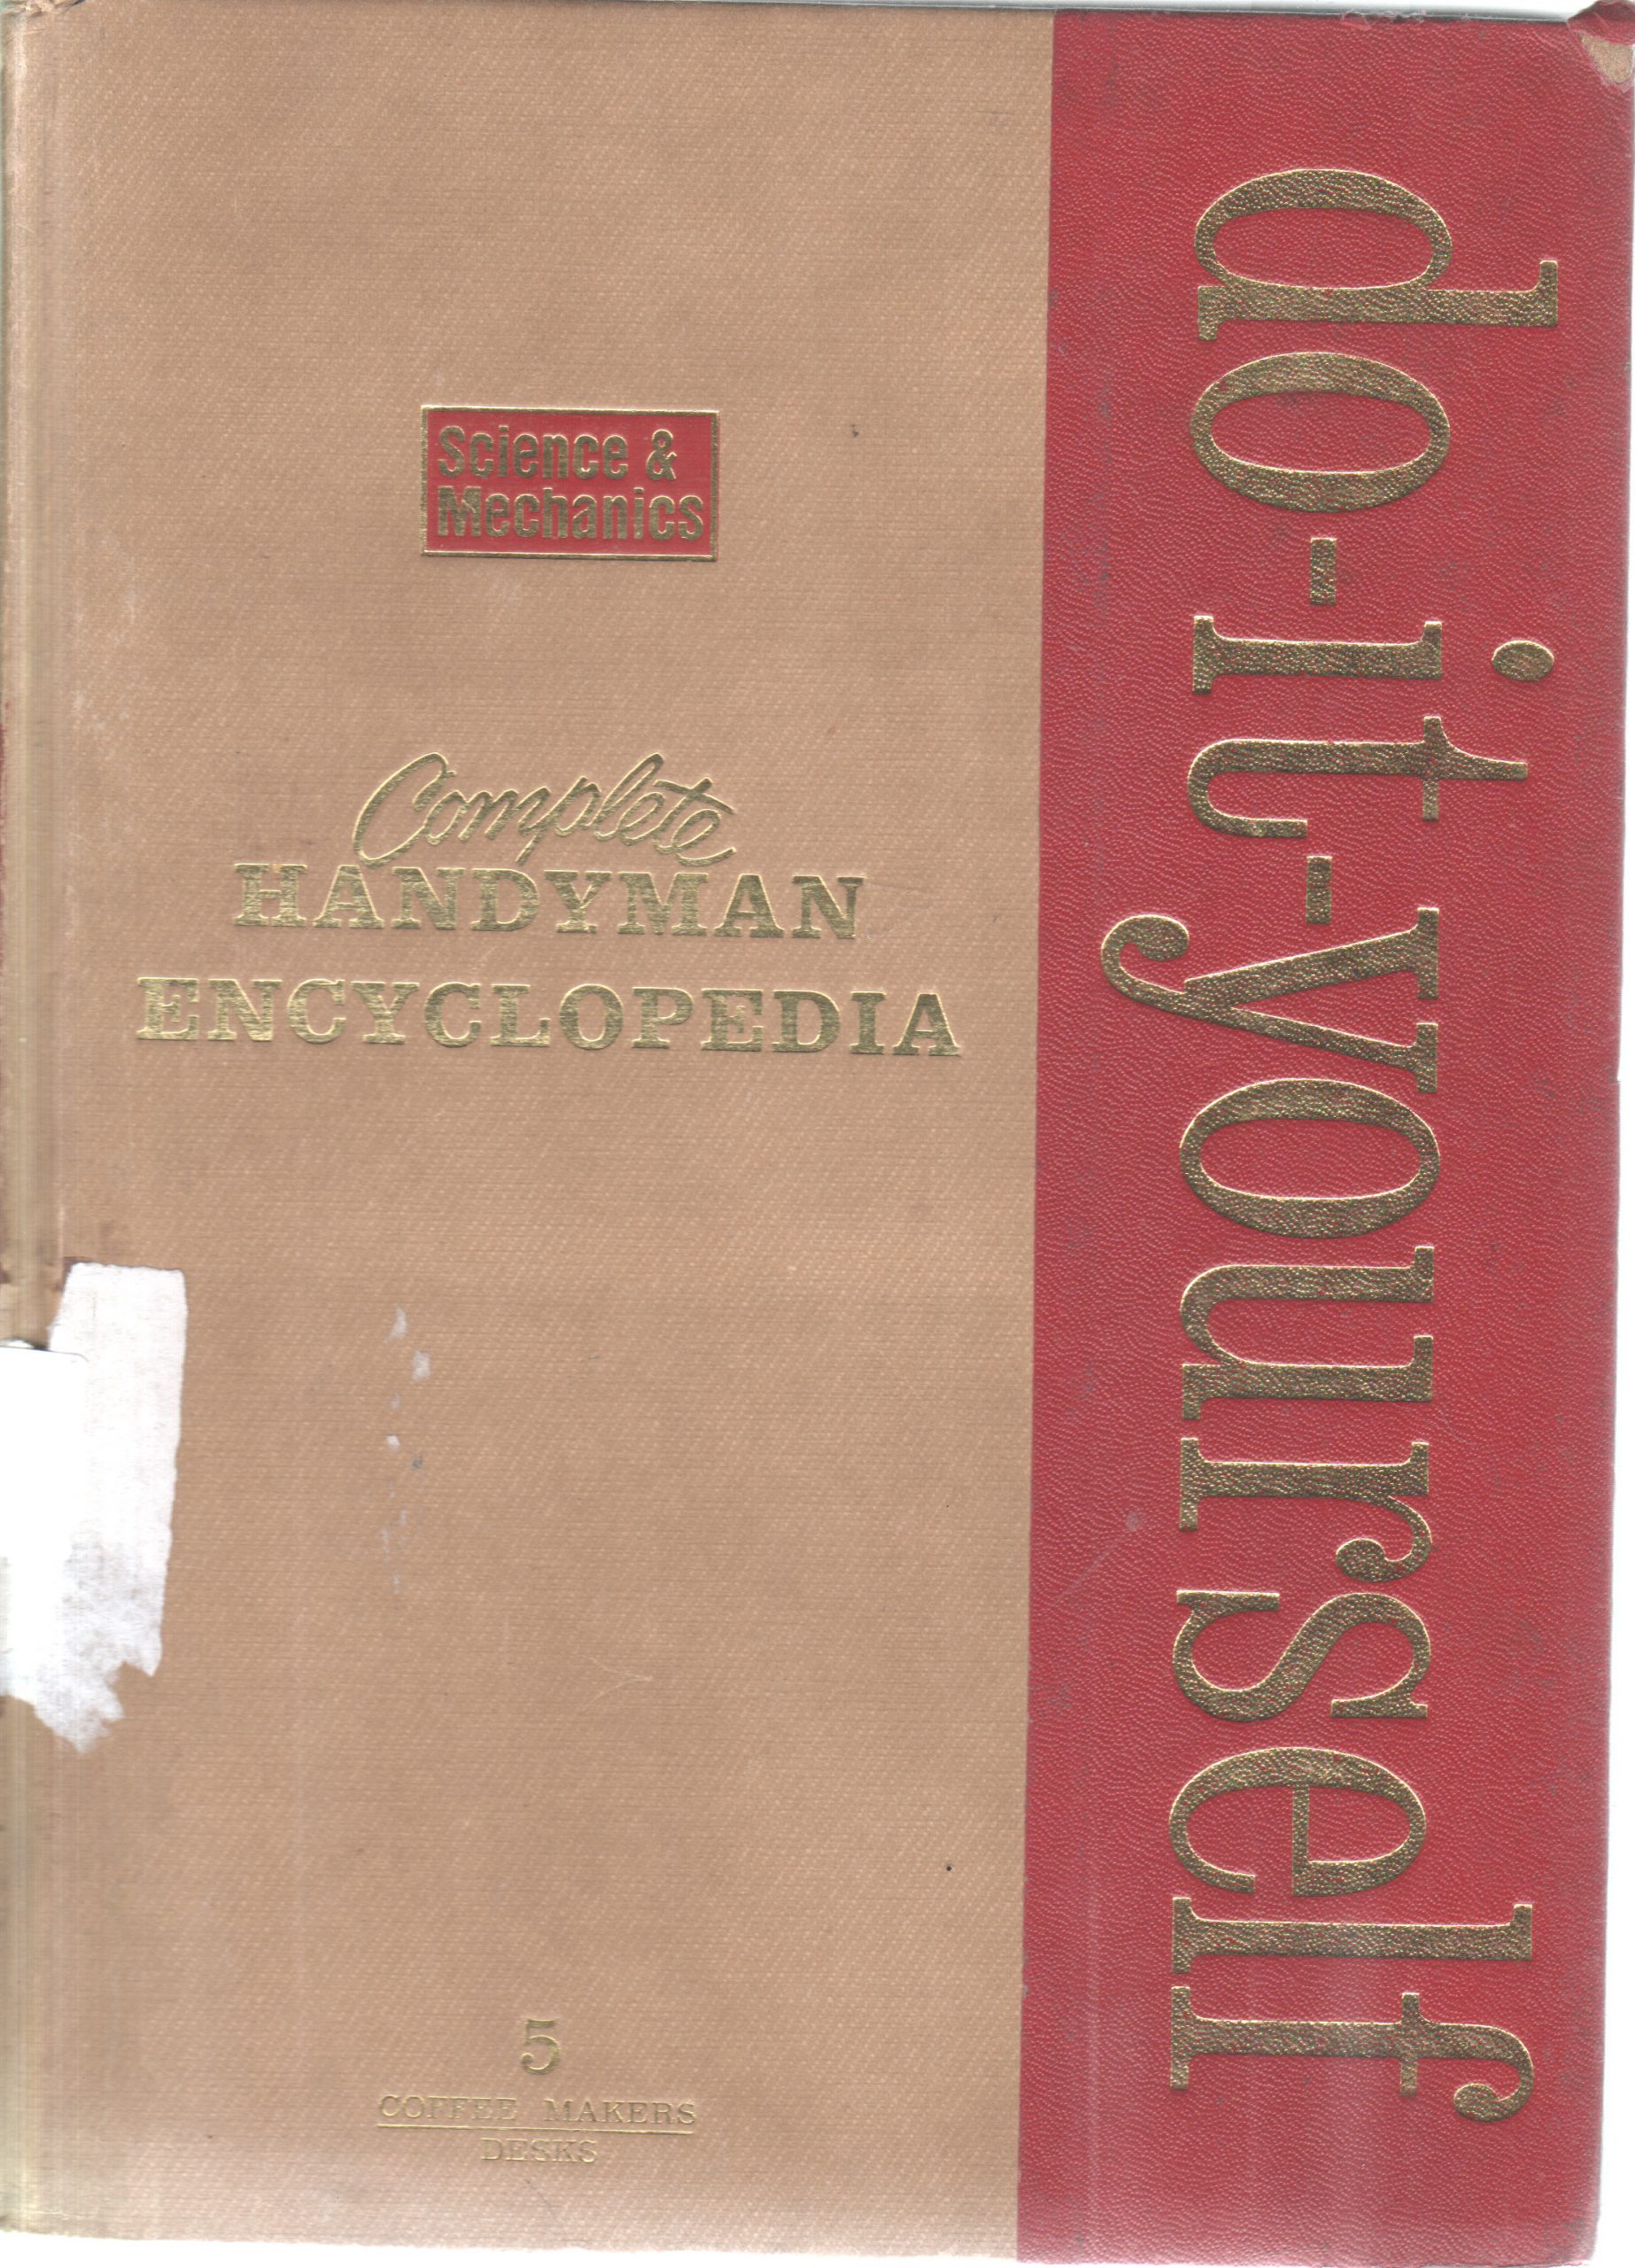 Science &
Mechanics
Complete
HANDYMAN
ENCYCLOPEDIA
5
COFFEE MAKERS
DESKS
do-it-yourself